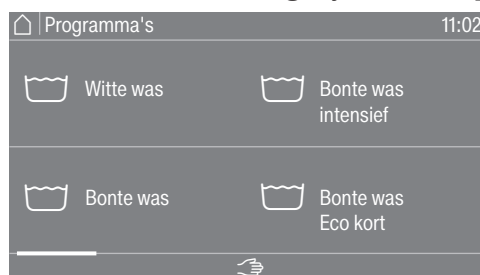 Programma's 11:02
Witte was
Bonte was
intensief
Bonte was
Bonte was
Eco kort